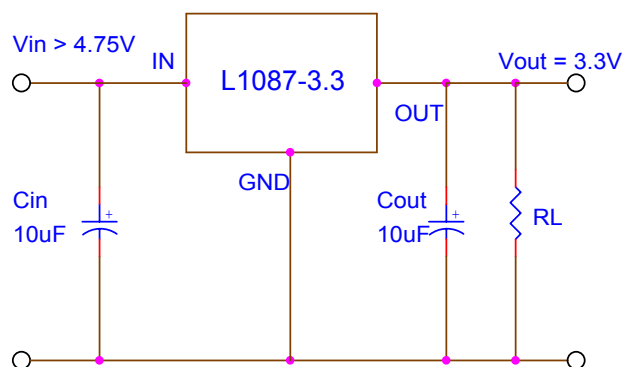 Vin > 4.75V
IN
L1087-3.3
Vout = 3.3V
OUT
GND
Cin
10uF
+
Cout
10uF
+
RL